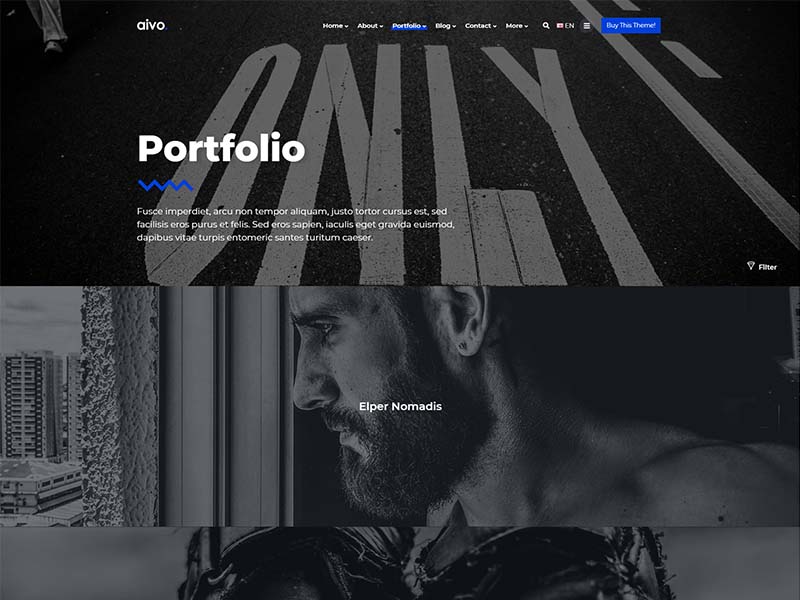 aivo.
Home About Portfolio Blog Contact More EN Buy This Theme!
ONLY
Portfolio
Fusce imperdiet, arcu non tempor aliquam, justo tortor cursus est, sed
facilisis eros purus et felis. Sed eros sapien, iaculis eget gravida euismod,
dapibus vitae turpis entomeric santes turitum caeser.
Filter
Elper Nomadis